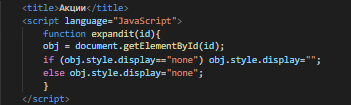 <title>Акции</title>
<script language="JavaScript">
function expandit(id){
obj = document.getElementById(id);
if (obj.style.display=="none") obj.style.display="";
else obj.style.display="none";
}
</script>